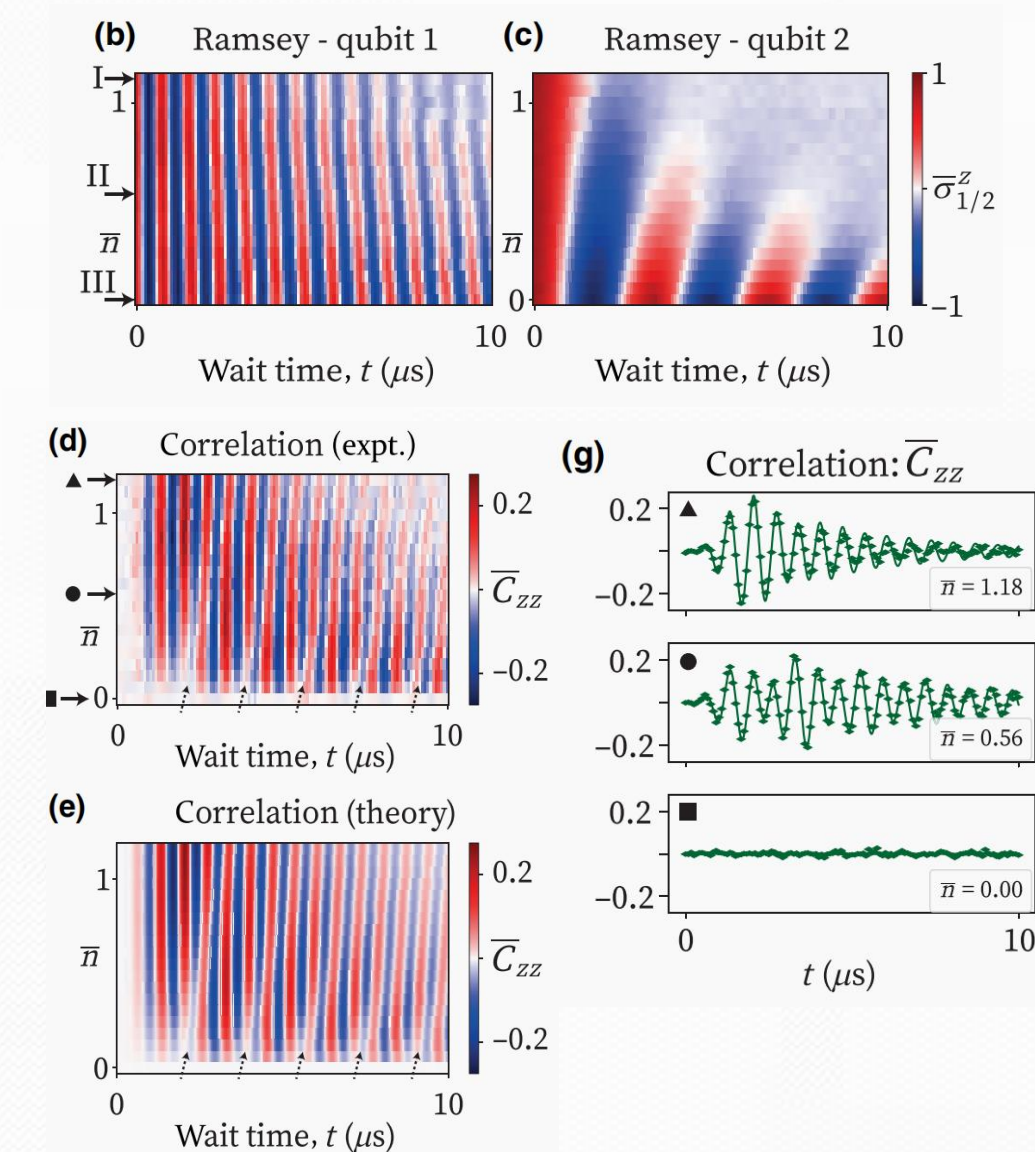 (b) Ramsey - qubit 1
I
1
II
n̅
III
0
10
Wait time, t (μs)
(c) Ramsey - qubit 2
1
n̅
0
0
10
Wait time, t (μs)
1
σ̅ᶻ₁/₂
−1
(d) Correlation (expt.)
1
n̅
0
0
10
Wait time, t (μs)
0.2
C̅zz
−0.2
(e) Correlation (theory)
1
n̅
0
0
10
Wait time, t (μs)
0.2
C̅zz
−0.2
(g) Correlation: C̅zz
0.2
−0.2
n̅ = 1.18
0.2
−0.2
n̅ = 0.56
0.2
−0.2
n̅ = 0.00
0
10
t (μs)